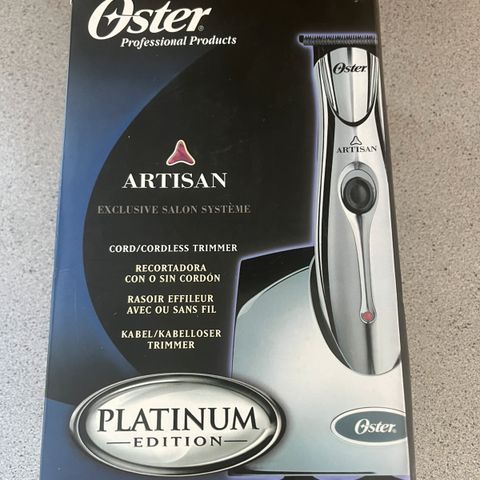 Oster®
Professional Products
ARTISAN
EXCLUSIVE SALON SYSTÈME
CORD/CORDLESS TRIMMER
RECORTADORA
CON O SIN CORDÓN
RASOIR EFFILEUR
AVEC OU SANS FIL
KABEL/KABELLOSER
TRIMMER
PLATINUM
EDITION
Oster
ARTISAN
Oster